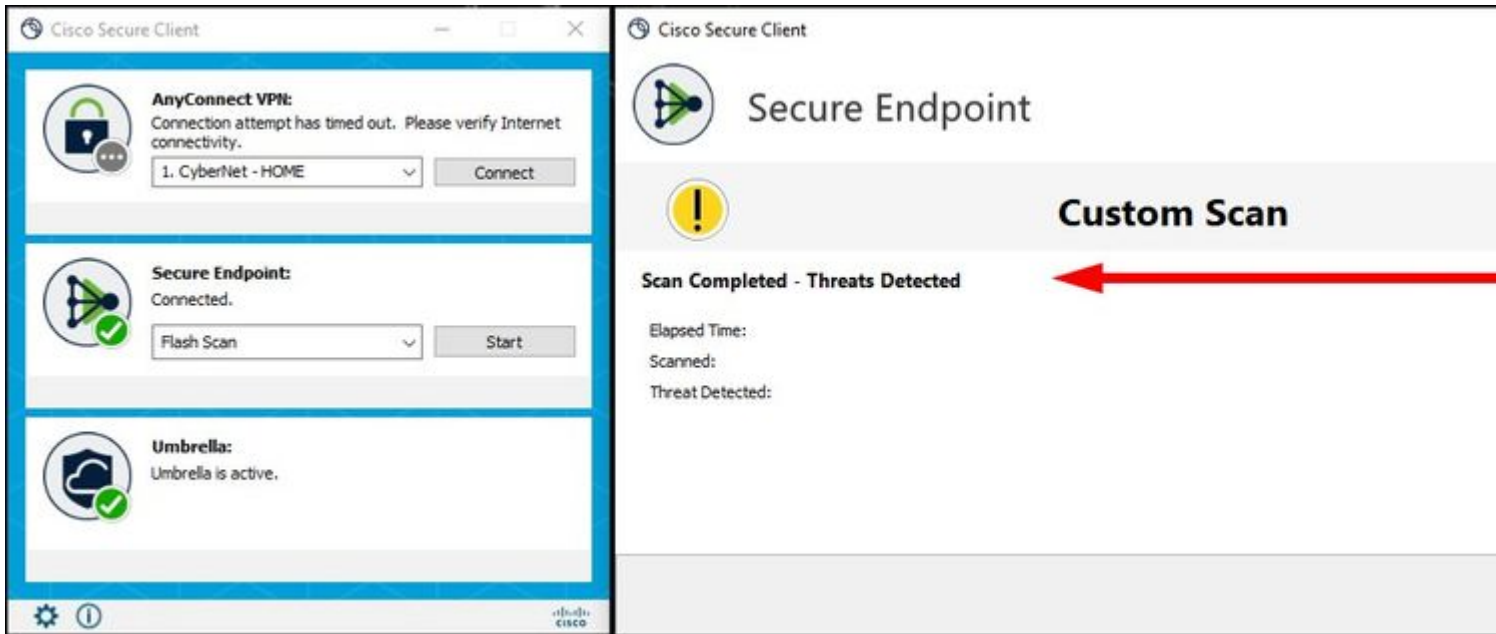 Cisco Secure Client
AnyConnect VPN:
Connection attempt has timed out. Please verify Internet
connectivity.
1. CyberNet - HOME
Connect
Secure Endpoint:
Connected.
Flash Scan
Start
Umbrella:
Umbrella is active.
cisco
Cisco Secure Client
Secure Endpoint
Custom Scan
Scan Completed - Threats Detected
Elapsed Time:
Scanned:
Threat Detected: